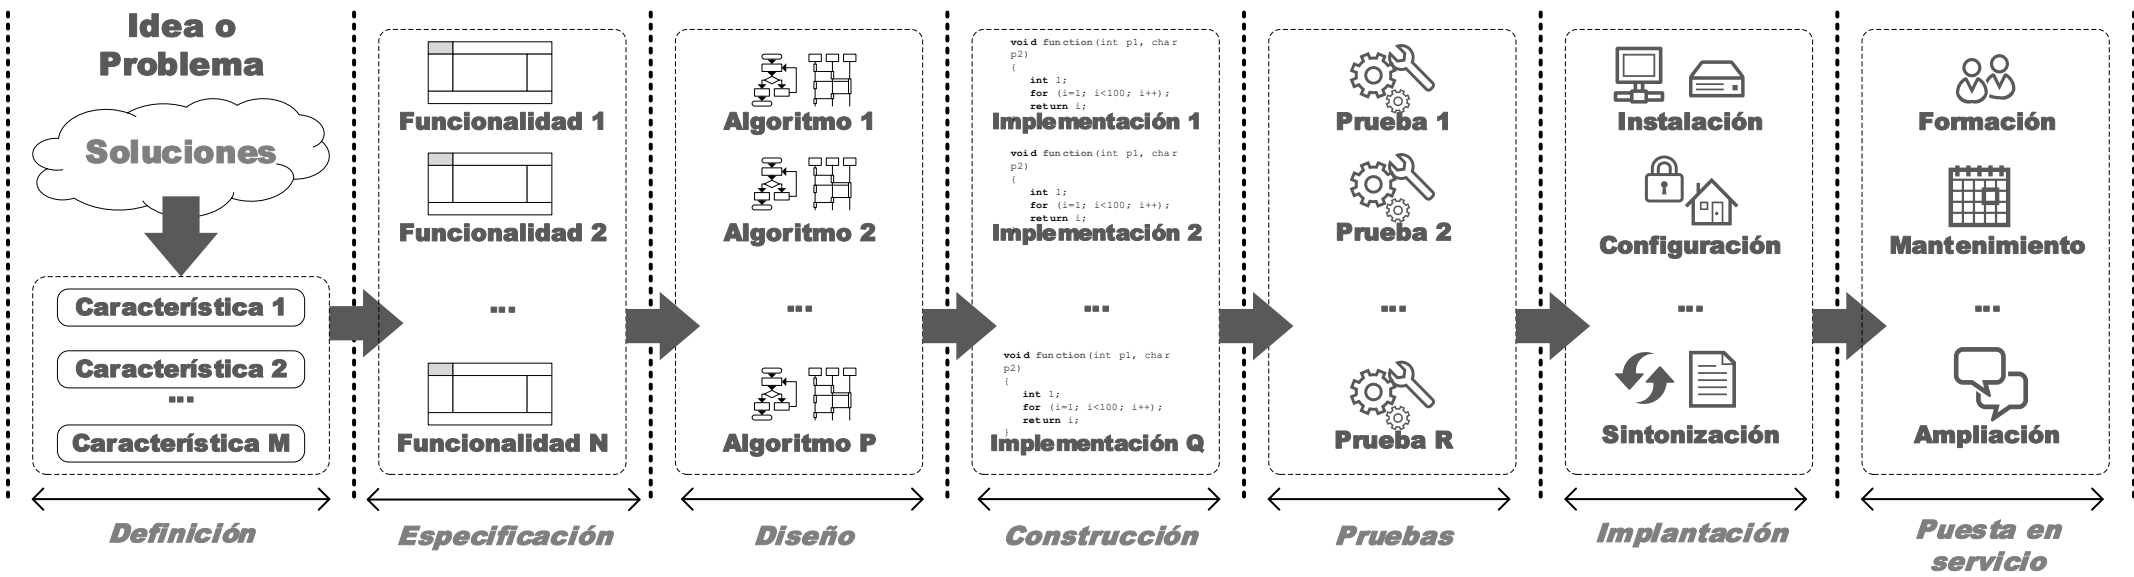 Idea o
Problema
Soluciones
Característica 1
Característica 2
...
Característica M
Definición
Funcionalidad 1
Funcionalidad 2
...
Funcionalidad N
Especificación
Algoritmo 1
Algoritmo 2
...
Algoritmo P
Diseño
void function(int p1, char
p2)
{
int 1;
for (i=1; i<100; i++);
return i;
Implementación 1
void function(int p1, char
p2)
{
int 1;
for (i=1; i<100; i++);
return i;
Implementación 2
...
void function(int p1, char
p2)
{
int 1;
for (i=1; i<100; i++);
return i;
}
Implementación Q
Construcción
Prueba 1
Prueba 2
...
Prueba R
Pruebas
Instalación
Configuración
...
Sintonización
Implantación
Formación
Mantenimiento
...
Ampliación
Puesta en
servicio